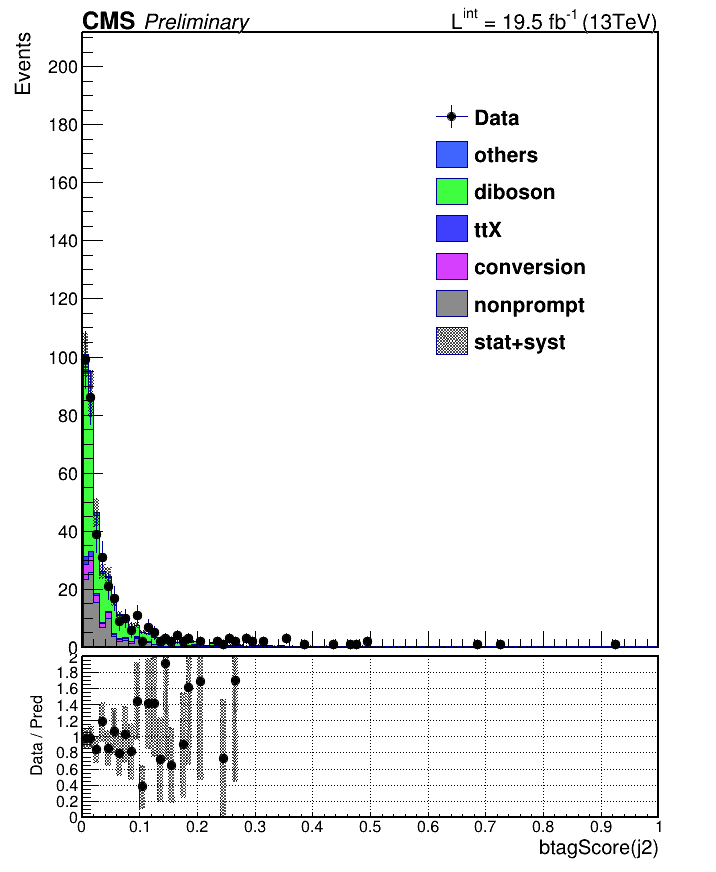 CMS Preliminary
L^int = 19.5 fb^-1 (13TeV)
Events
200
180
160
140
120
100
80
60
40
20
0
Data
others
diboson
ttX
conversion
nonprompt
stat+syst
Data / Pred
2
1.8
1.6
1.4
1.2
1
0.8
0.6
0.4
0.2
0
0 0.1 0.2 0.3 0.4 0.5 0.6 0.7 0.8 0.9 1
btagScore(j2)